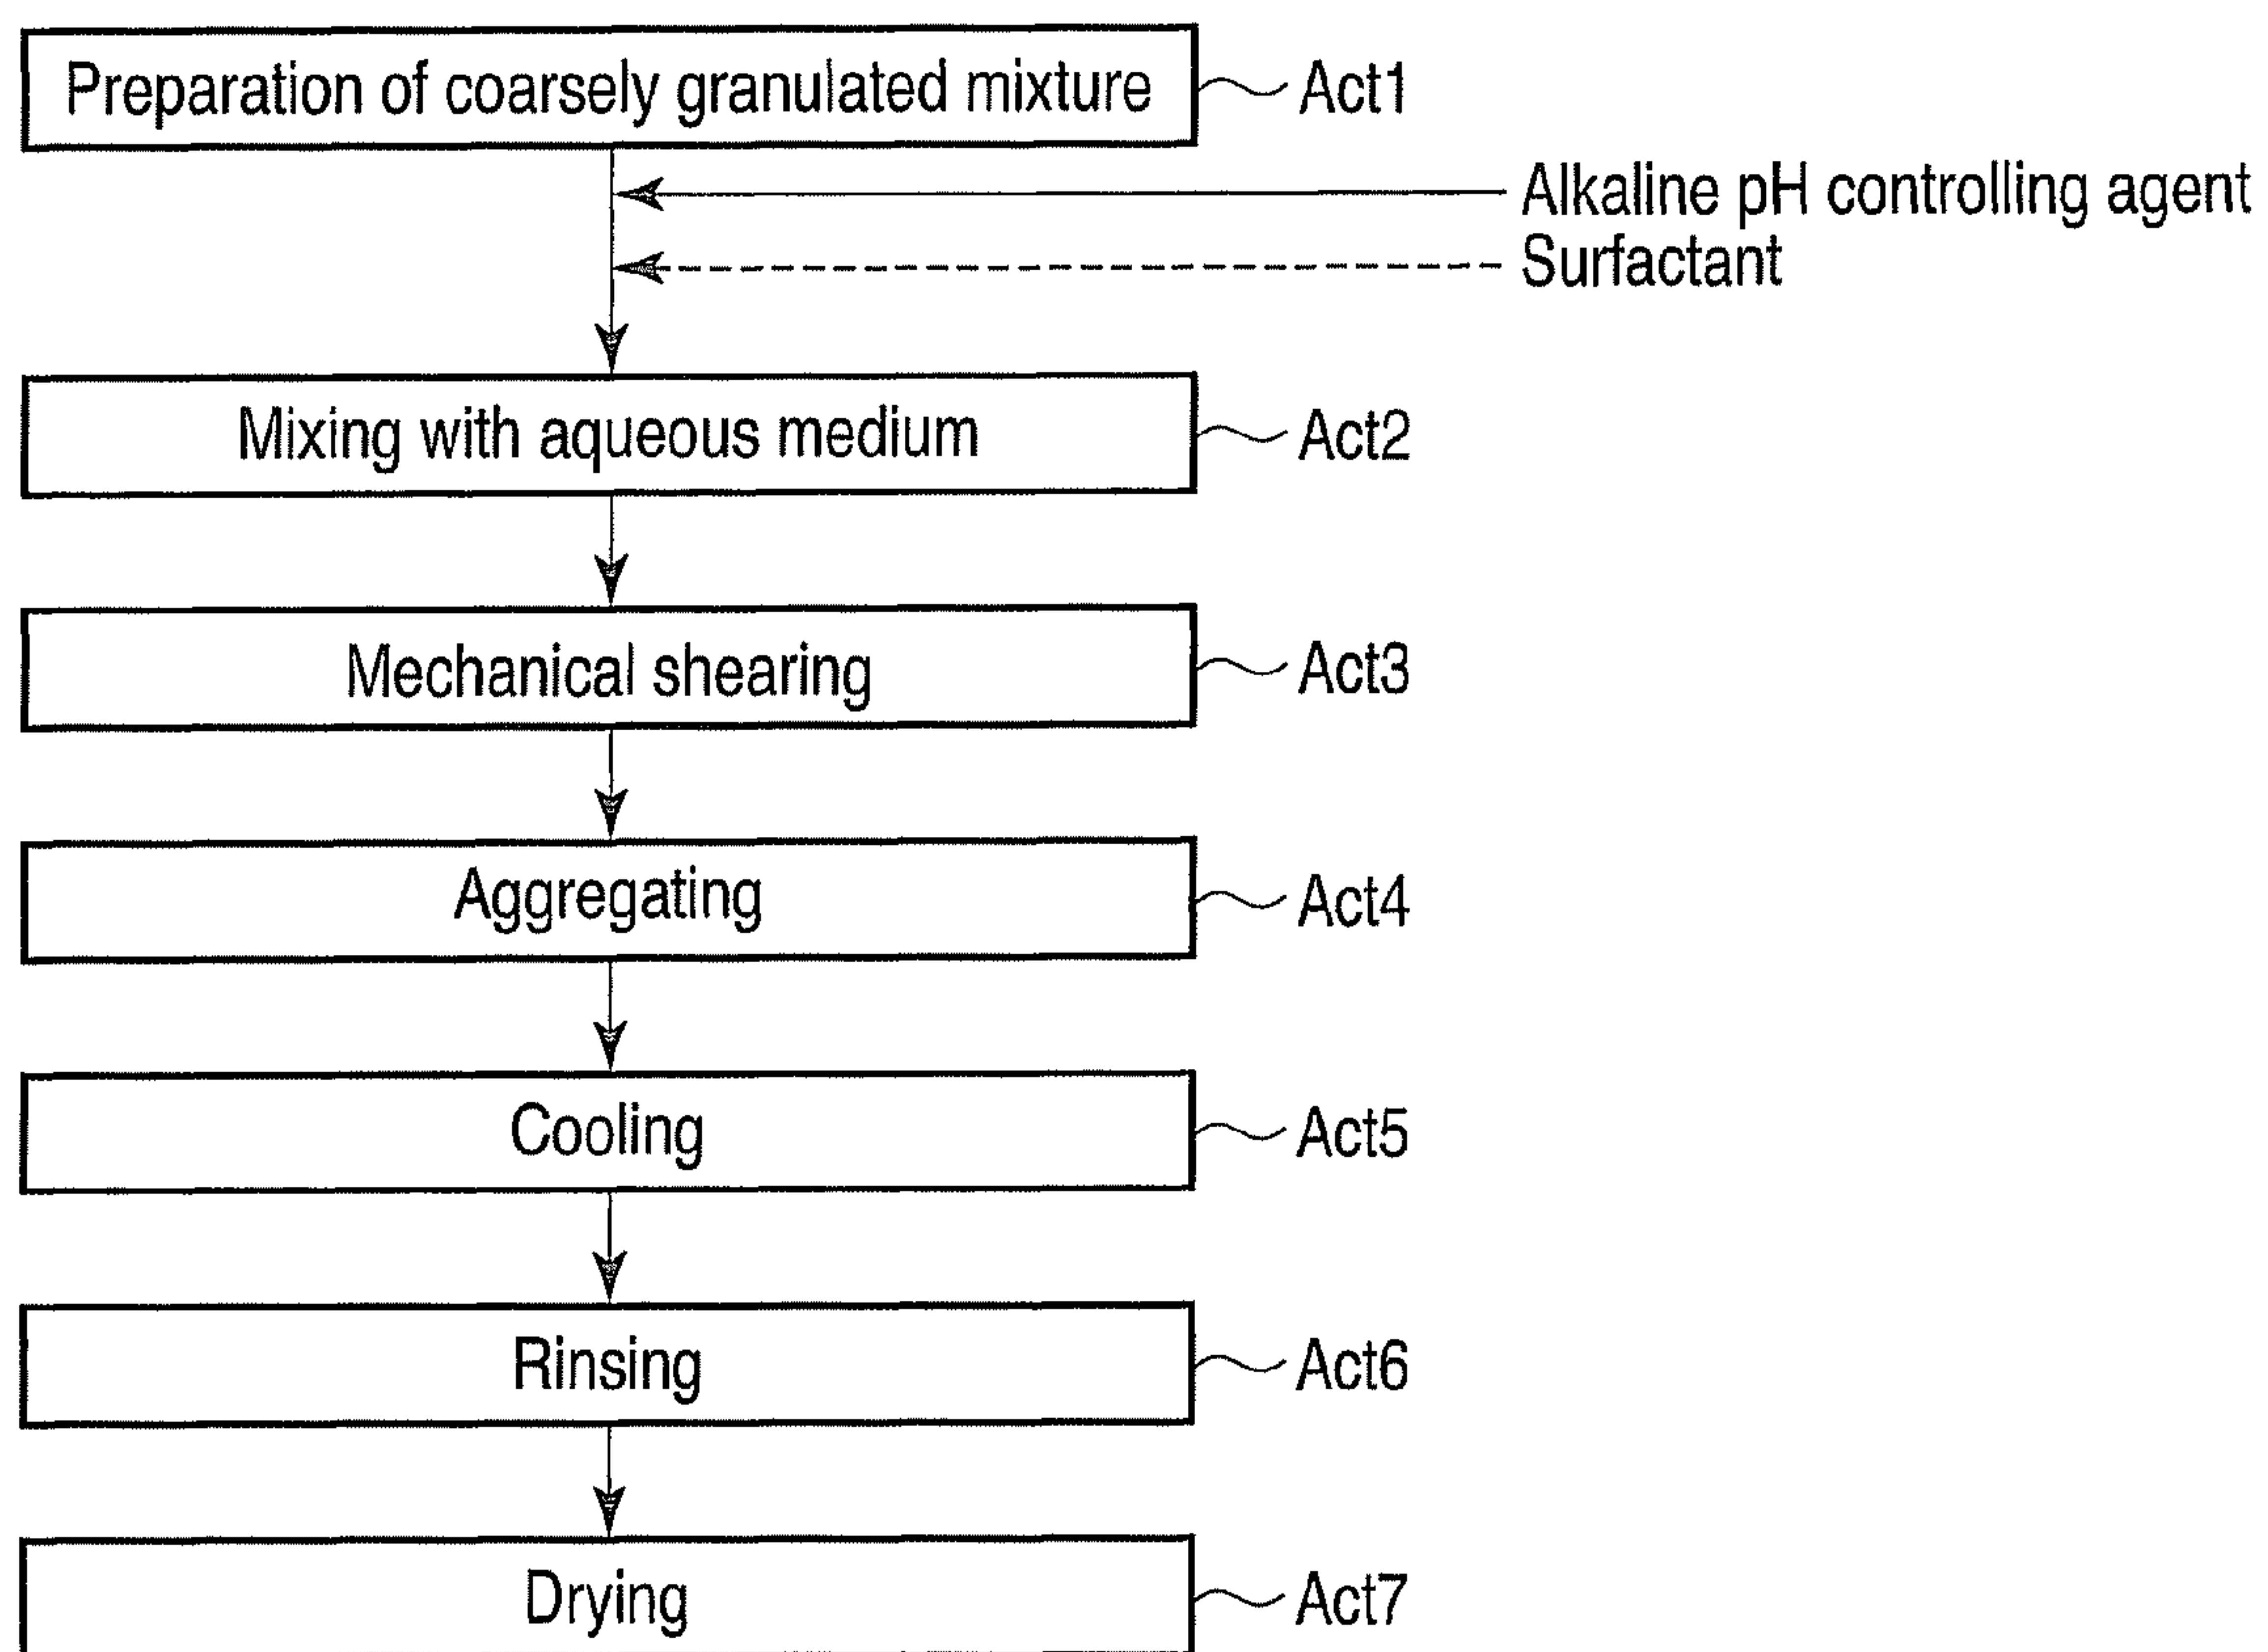 Preparation of coarsely granulated mixture Act1
Alkaline pH controlling agent
Surfactant
Mixing with aqueous medium Act2
Mechanical shearing Act3
Aggregating Act4
Cooling Act5
Rinsing Act6
Drying Act7